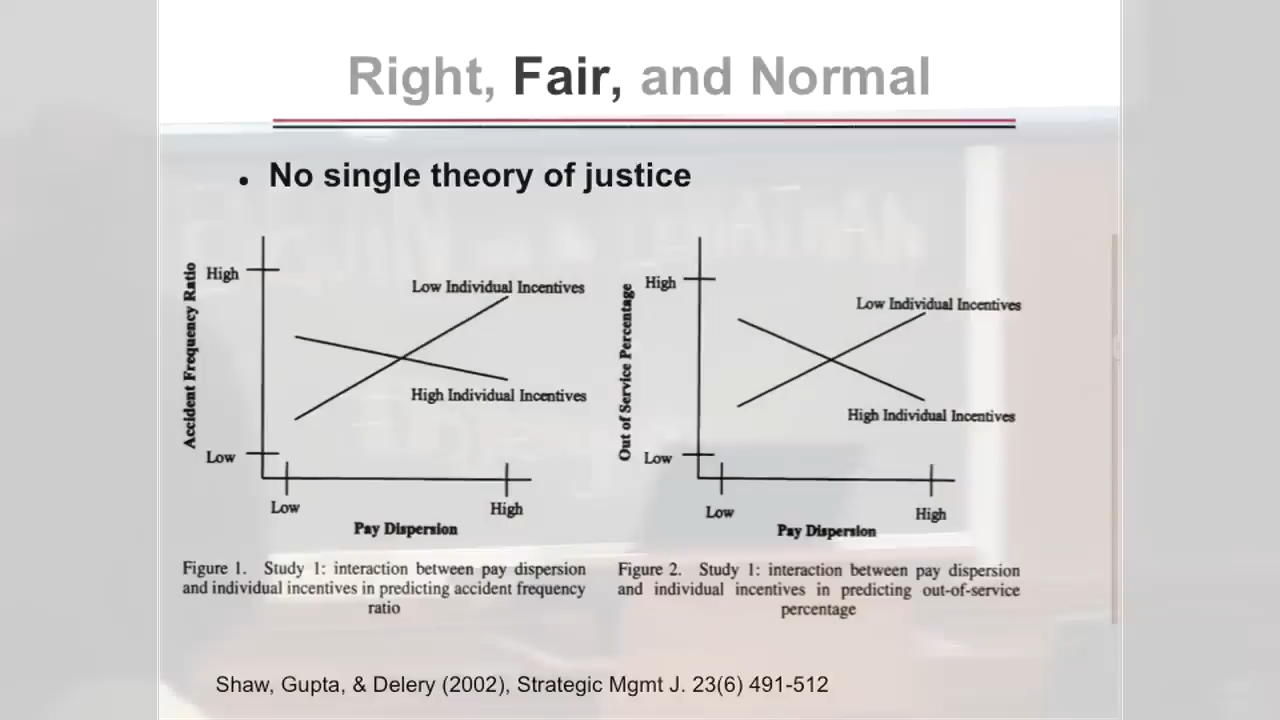 Right, Fair, and Normal
• No single theory of justice
Accident Frequency Ratio
High
Low
Low Individual Incentives
High Individual Incentives
Low
High
Pay Dispersion
Figure 1. Study 1: interaction between pay dispersion
and individual incentives in predicting accident frequency
ratio
Out of Service Percentage
High
Low
Low Individual Incentives
High Individual Incentives
Low
High
Pay Dispersion
Figure 2. Study 1: interaction between pay dispersion
and individual incentives in predicting out-of-service
percentage
Shaw, Gupta, & Delery (2002), Strategic Mgmt J. 23(6) 491-512